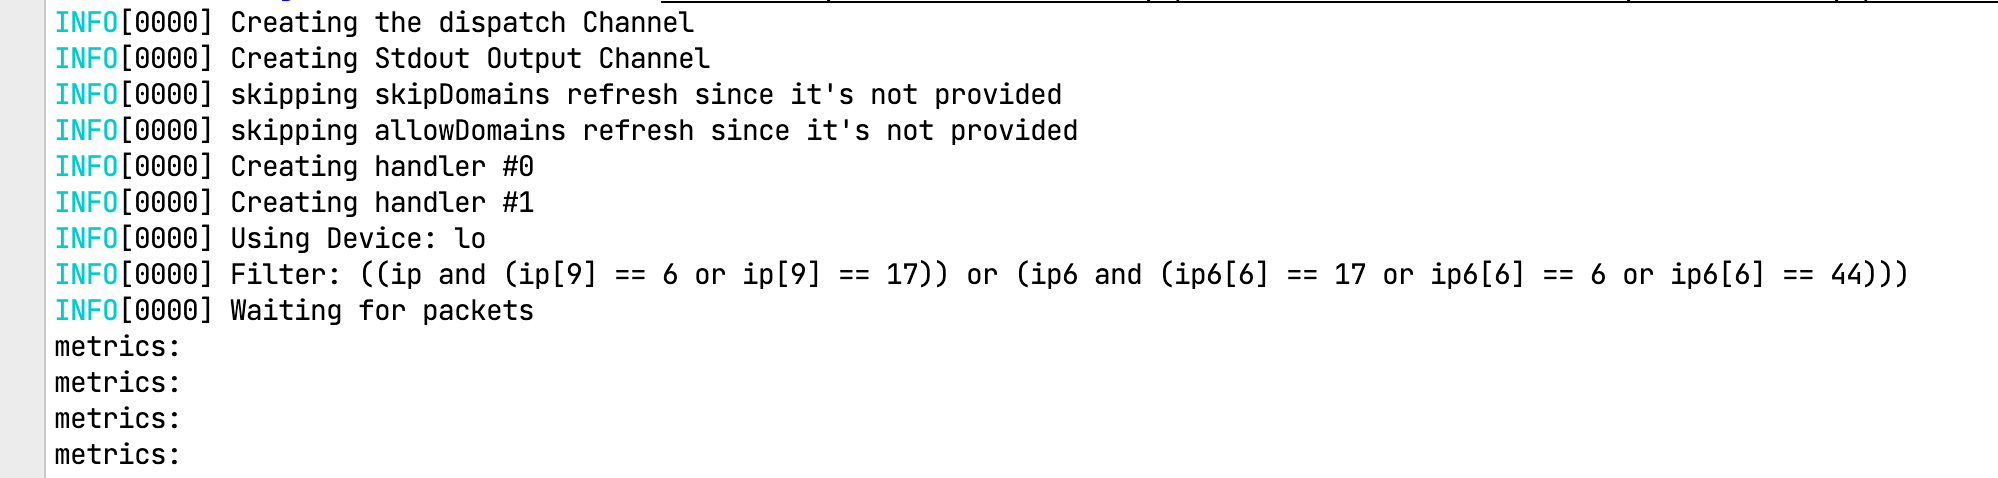 INFO[0000] Creating the dispatch Channel
INFO[0000] Creating Stdout Output Channel
INFO[0000] skipping skipDomains refresh since it's not provided
INFO[0000] skipping allowDomains refresh since it's not provided
INFO[0000] Creating handler #0
INFO[0000] Creating handler #1
INFO[0000] Using Device: lo
INFO[0000] Filter: ((ip and (ip[9] == 6 or ip[9] == 17)) or (ip6 and (ip6[6] == 17 or ip6[6] == 6 or ip6[6] == 44)))
INFO[0000] Waiting for packets
metrics:
metrics:
metrics:
metrics: